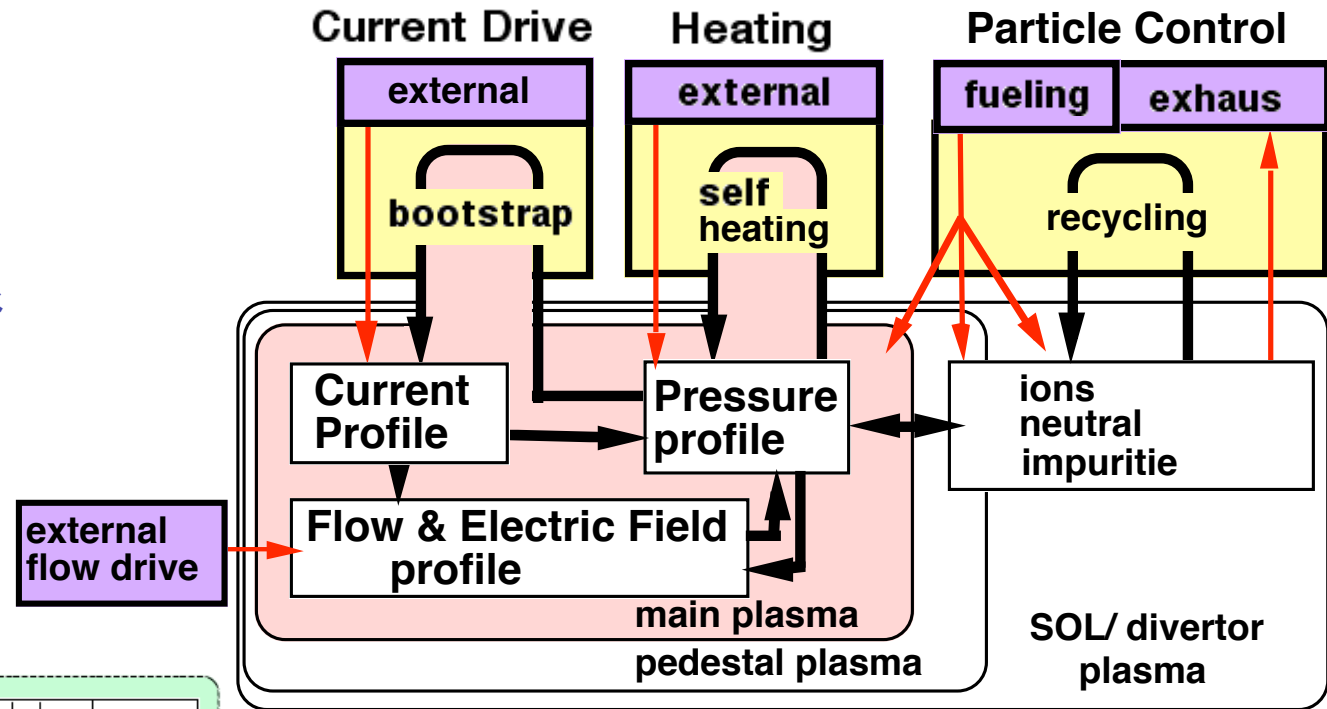 Current Drive
Heating
Particle Control
external
external
fueling
exhaus
bootstrap
self
heating
recycling
Current
Profile
Pressure
profile
ions
neutral
impuritie
external
flow drive
Flow & Electric Field
profile
main plasma
pedestal plasma
SOL/ divertor
plasma